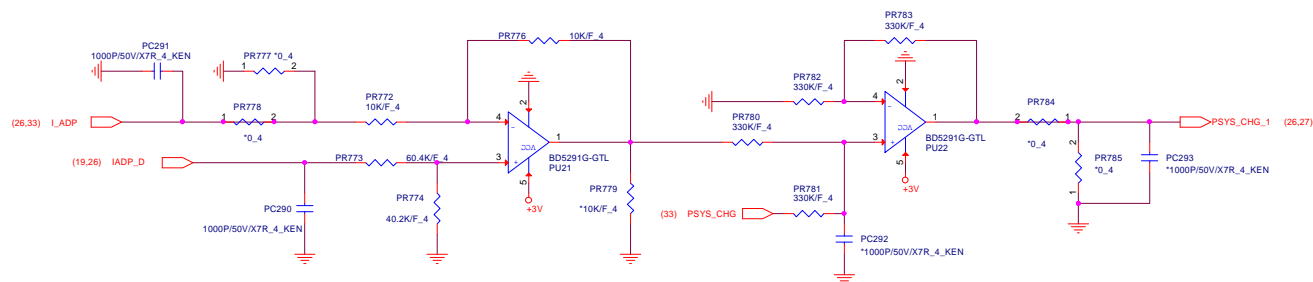 PC291
1000P/50V/X7R_4_KEN
PR777 *0_4
1
2
PR776
10K/F_4
(26,33)
I_ADP
1
PR778
2
*0_4
PR772
10K/F_4
4
2
VCC
1
BD5291G-GTL
PU21
3
5
+3V
(19,26)
IADP_D
PR773
60.4K/F_4
PC290
1000P/50V/X7R_4_KEN
PR774
40.2K/F_4
PR779
*10K/F_4
PR783
330K/F_4
PR782
330K/F_4
PR780
330K/F_4
4
2
VCC
1
BD5291G-GTL
PU22
3
5
+3V
(33)
PSYS_CHG
PR781
330K/F_4
PC292
*1000P/50V/X7R_4_KEN
PR784
2
1
*0_4
PSYS_CHG_1
(26,27)
2
PR785
*0_4
1
PC293
*1000P/50V/X7R_4_KEN